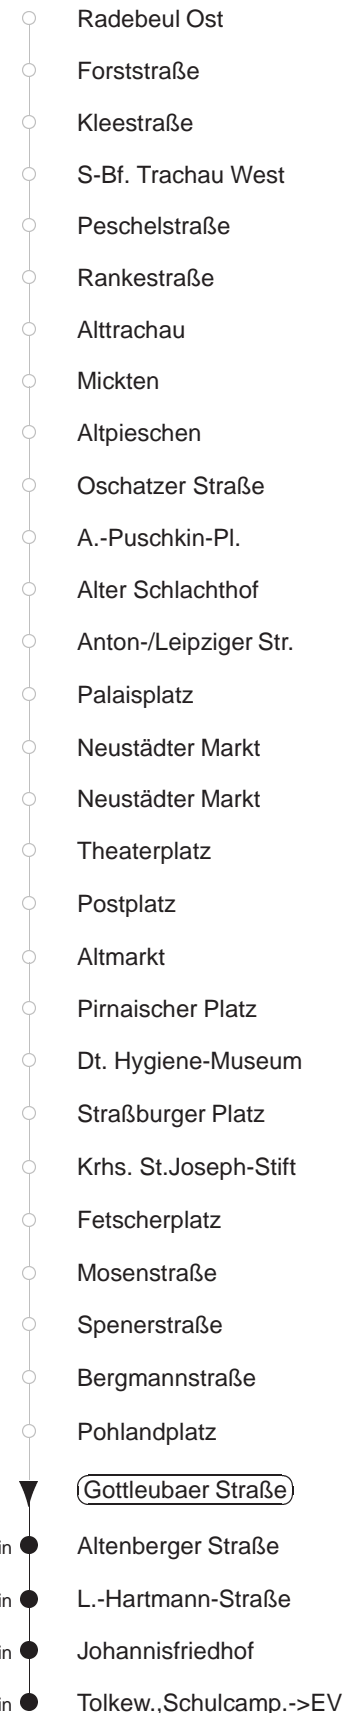 Radebeul Ost
Forststraße
Kleestraße
S-Bf. Trachau West
Peschelstraße
Rankestraße
Alttrachau
Mickten
Altpieschen
Oschatzer Straße
A.-Puschkin-Pl.
Alter Schlachthof
Anton-/Leipziger Str.
Palaisplatz
Neustädter Markt
Neustädter Markt
Theaterplatz
Postplatz
Altmarkt
Pirnaischer Platz
Dt. Hygiene-Museum
Straßburger Platz
Krhs. St.Joseph-Stift
Fetscherplatz
Mosenstraße
Spenerstraße
Bergmannstraße
Pohlandplatz
Gottleubaer Straße
Altenberger Straße
L.-Hartmann-Straße
Johannisfriedhof
Tolkew.,Schulcamp.->EV